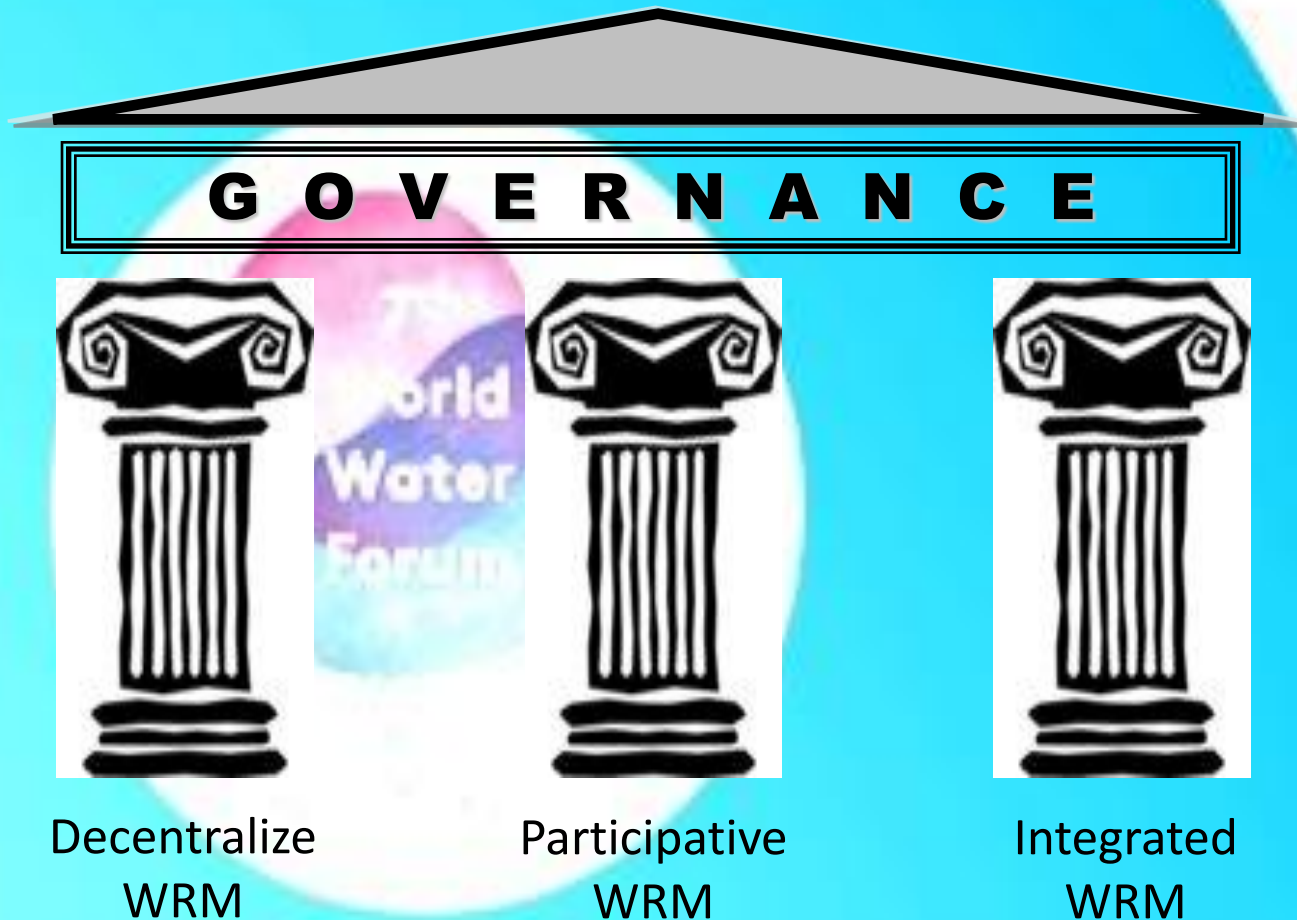 G O V E R N A N C E
World
Water
Forum
Decentralize
WRM
Participative
WRM
Integrated
WRM